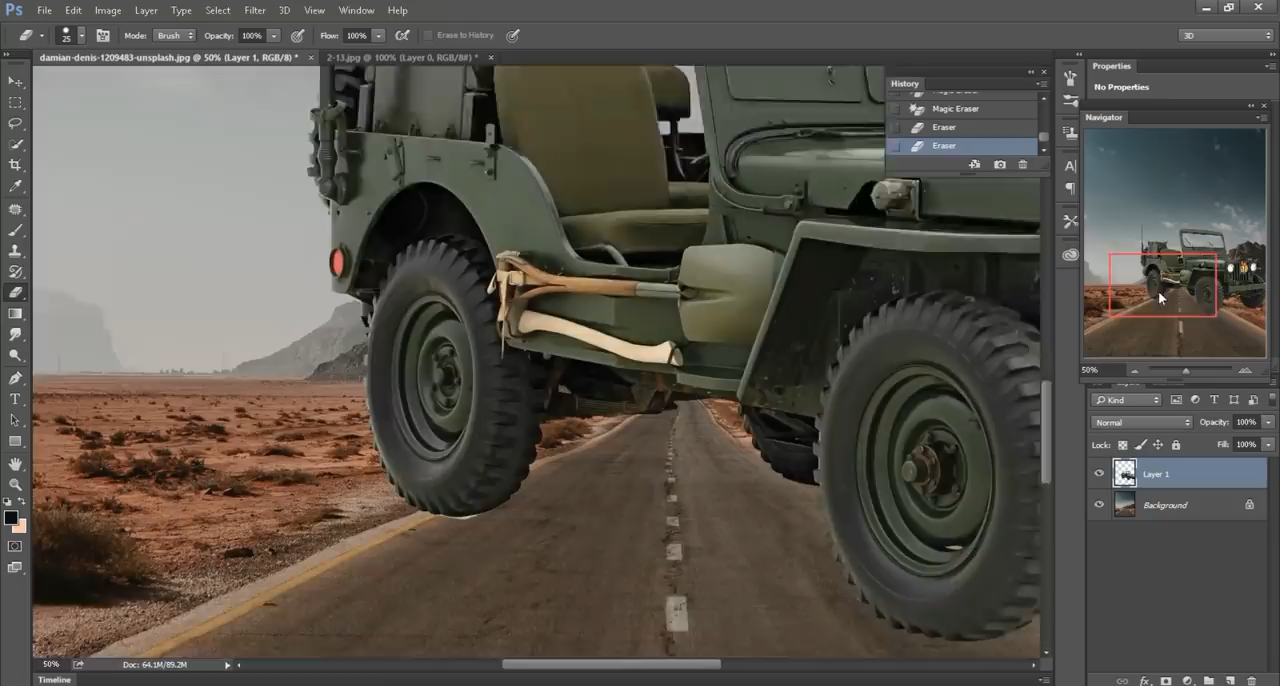 Ps File Edit Image Layer Type Select Filter 3D View Window Help
25 Mode: Brush Opacity: 100% Flow: 100% Erase to History 3D
damian-denis-1209483-unsplash.jpg @ 50% (Layer 1, RGB/8) * × 2-13.jpg @ 100% (Layer 0, RGB/8#) * ×
Properties
No Properties
History
Magic Eraser
Magic Eraser
Eraser
Eraser
Navigator
50%
Kind
Normal Opacity: 100%
Lock: Fill: 100%
Layer 1
Background
50% Doc: 64.1M/89.2M
Timeline